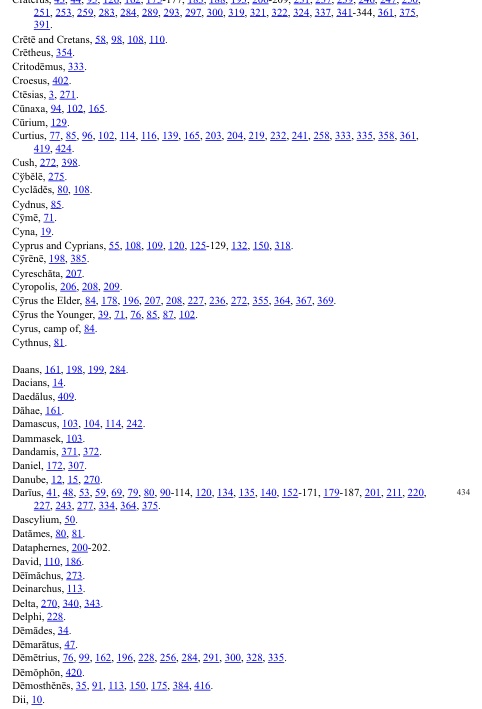 251, 253, 259, 283, 284, 289, 293, 297, 300, 319, 321, 322, 324, 337, 341-344, 361, 375,
391.
Crētē and Cretans, 58, 98, 108, 110.
Crētheus, 354.
Critodēmus, 333.
Croesus, 402.
Ctēsias, 3, 271.
Cūnaxa, 94, 102, 165.
Cūrium, 129.
Curtius, 77, 85, 96, 102, 114, 116, 139, 165, 203, 204, 219, 232, 241, 258, 333, 335, 358, 361,
419, 424.
Cush, 272, 398.
Cy̆bēlē, 275.
Cyclădēs, 80, 108.
Cydnus, 85.
Cȳmē, 71.
Cyna, 19.
Cyprus and Cyprians, 55, 108, 109, 120, 125-129, 132, 150, 318.
Cȳrēnē, 198, 385.
Cyreschăta, 207.
Cyropolis, 206, 208, 209.
Cȳrus the Elder, 84, 178, 196, 207, 208, 227, 236, 272, 355, 364, 367, 369.
Cȳrus the Younger, 39, 71, 76, 85, 87, 102.
Cyrus, camp of, 84.
Cythnus, 81.
Daans, 161, 198, 199, 284.
Dacians, 14.
Daedălus, 409.
Dāhae, 161.
Damascus, 103, 104, 114, 242.
Dammasek, 103.
Dandamis, 371, 372.
Daniel, 172, 307.
Danube, 12, 15, 270.
Darīus, 41, 48, 53, 59, 69, 79, 80, 90-114, 120, 134, 135, 140, 152-171, 179-187, 201, 211, 220, 434
227, 243, 277, 334, 364, 375.
Dascylium, 50.
Datămes, 80, 81.
Dataphernes, 200-202.
David, 110, 186.
Dēĭmăchus, 273.
Deinarchus, 113.
Delta, 270, 340, 343.
Delphi, 228.
Dēmādes, 34.
Dēmarātus, 47.
Dēmētrius, 76, 99, 162, 196, 228, 256, 284, 291, 300, 328, 335.
Dēmŏphōn, 420.
Dēmosthĕnēs, 35, 91, 113, 150, 175, 384, 416.
Dii, 10.